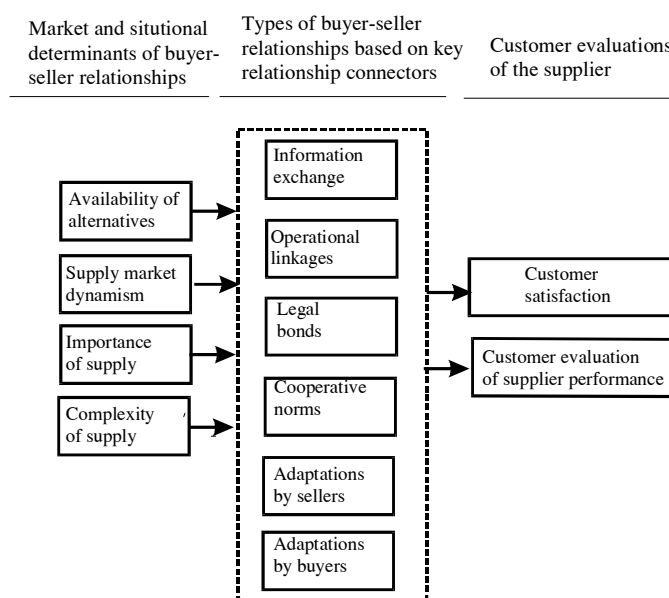 Market and situtional
determinants of buyer-
seller relationships
Types of buyer-seller
relationships based on key
relationship connectors
Customer evaluations
of the supplier
Availability of
alternatives
Supply market
dynamism
Importance
of supply
Complexity
of supply
Information
exchange
Operational
linkages
Legal
bonds
Cooperative
norms
Adaptations
by sellers
Adaptations
by buyers
Customer
satisfaction
Customer evaluation
of supplier performance